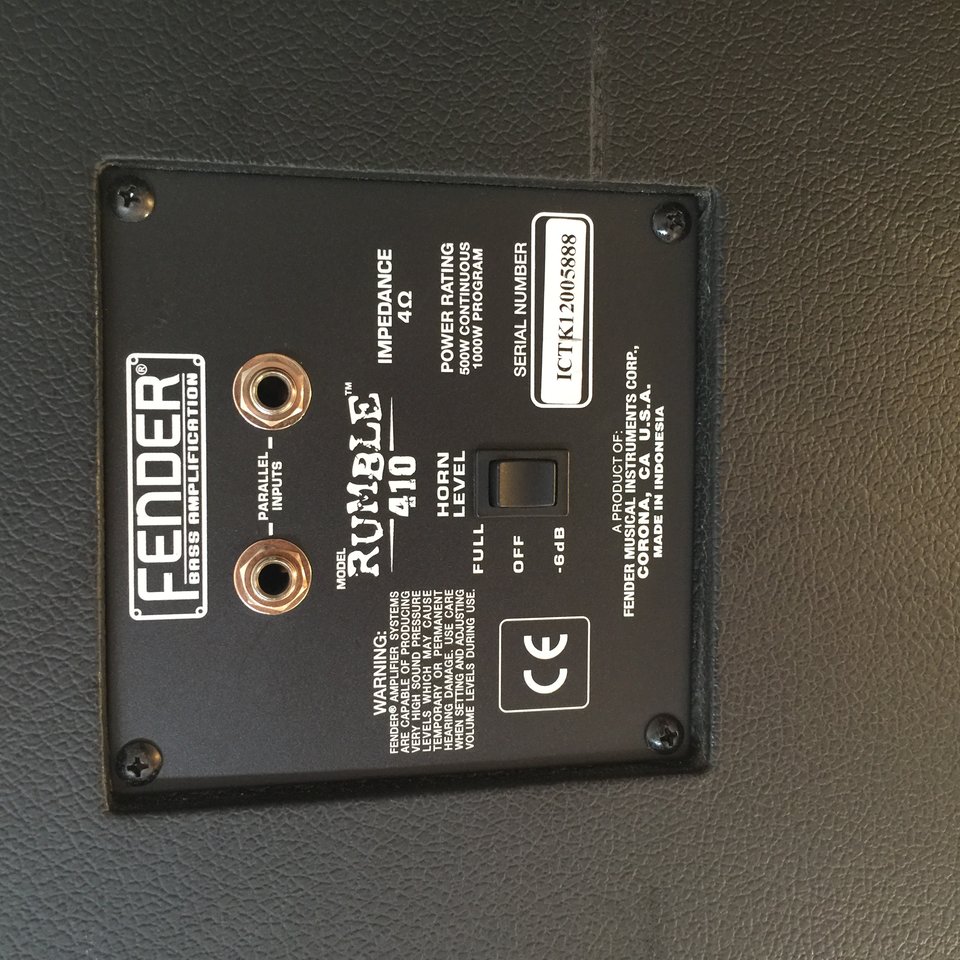 FENDER®
BASS AMPLIFICATION
PARALLEL
INPUTS
MODEL
RUMBLE™
410
WARNING:
FENDER® AMPLIFIER SYSTEMS
ARE CAPABLE OF PRODUCING
VERY HIGH SOUND PRESSURE
LEVELS WHICH MAY CAUSE
TEMPORARY OR PERMANENT
HEARING DAMAGE. USE CARE
WHEN SETTING AND ADJUSTING
VOLUME LEVELS DURING USE.
CE
HORN
LEVEL
FULL
OFF
-6dB
IMPEDANCE
4Ω
POWER RATING
500W CONTINUOUS
1000W PROGRAM
SERIAL NUMBER
ICTK12005888
A PRODUCT OF:
FENDER MUSICAL INSTRUMENTS CORP.,
CORONA, CA U.S.A.
MADE IN INDONESIA